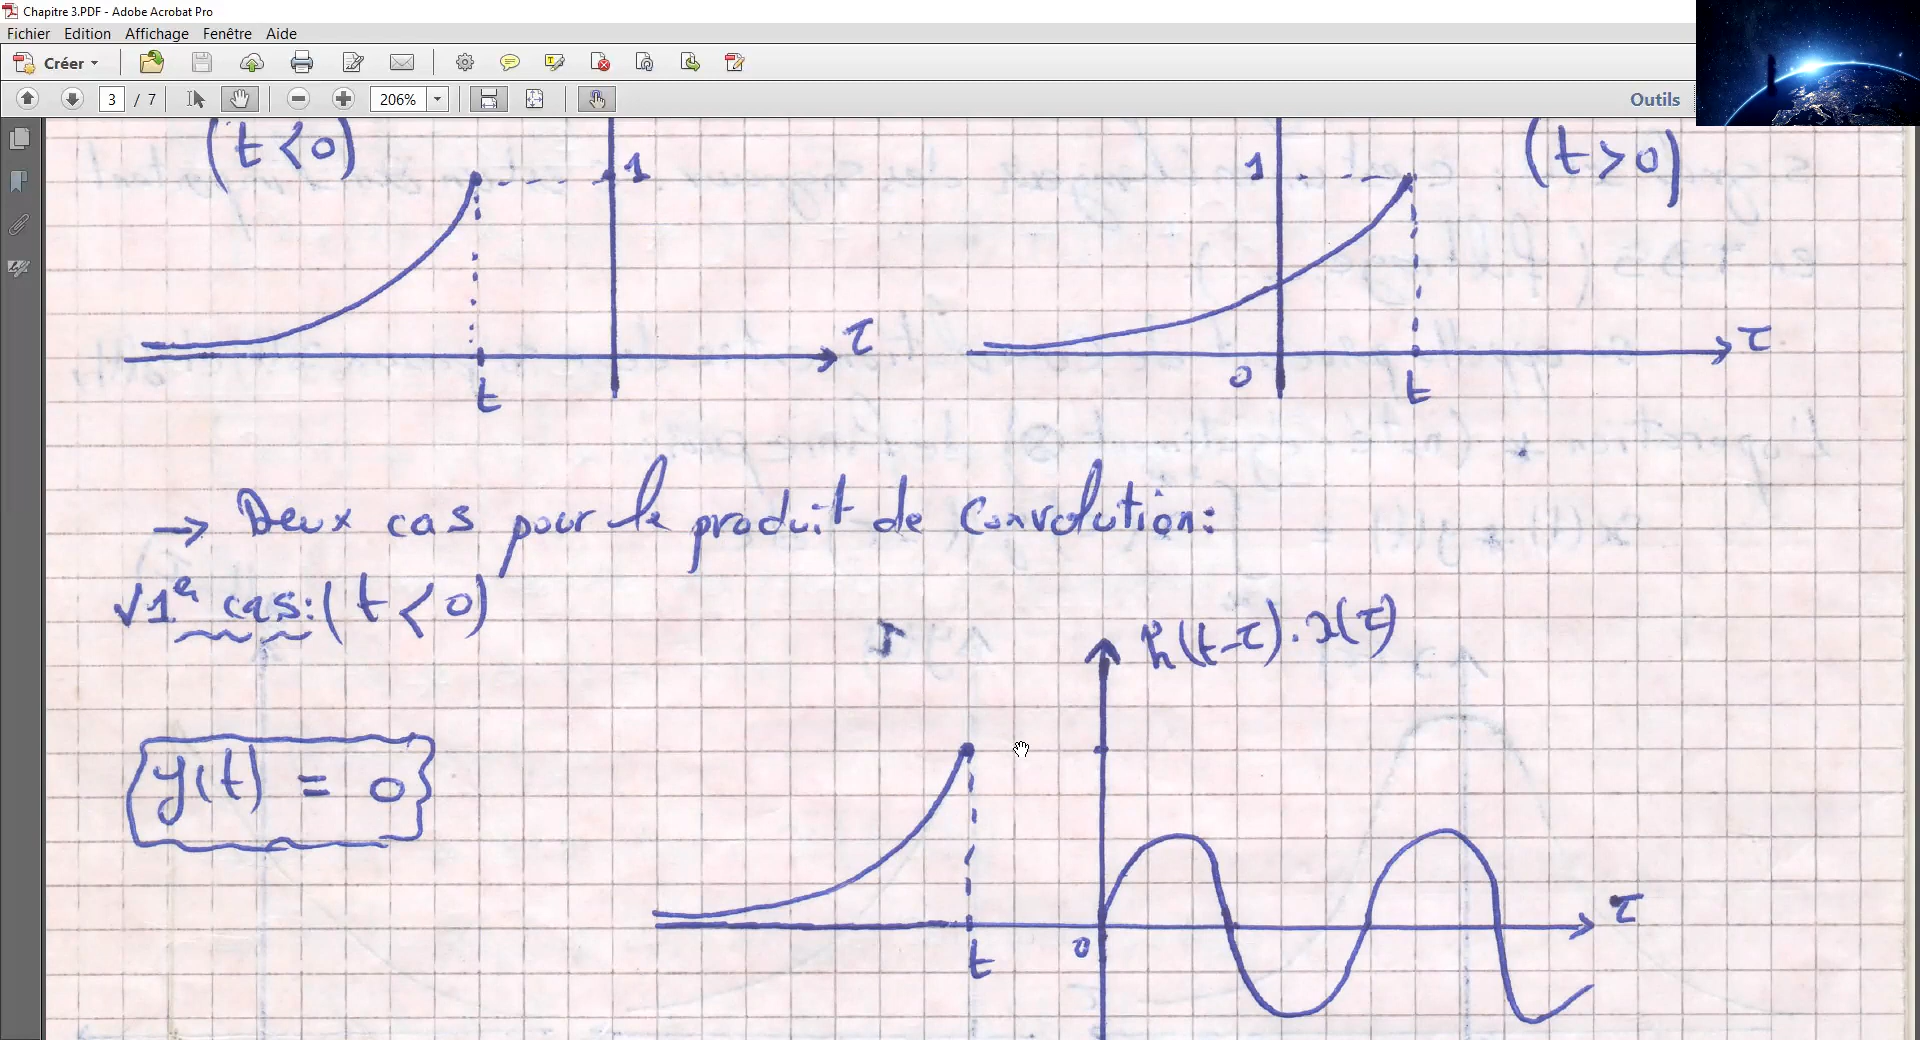 Chapitre 3.PDF - Adobe Acrobat Pro
Fichier Edition Affichage Fenêtre Aide
Créer
3 / 7 206% Outils
(t<0) 1 1 (t>0)
τ τ
t 0 t
→ Deux cas pour le produit de Convolution:
√ 1e cas: (t<0)
h(t-τ).x(τ)
y(t) = 0
τ
0
t